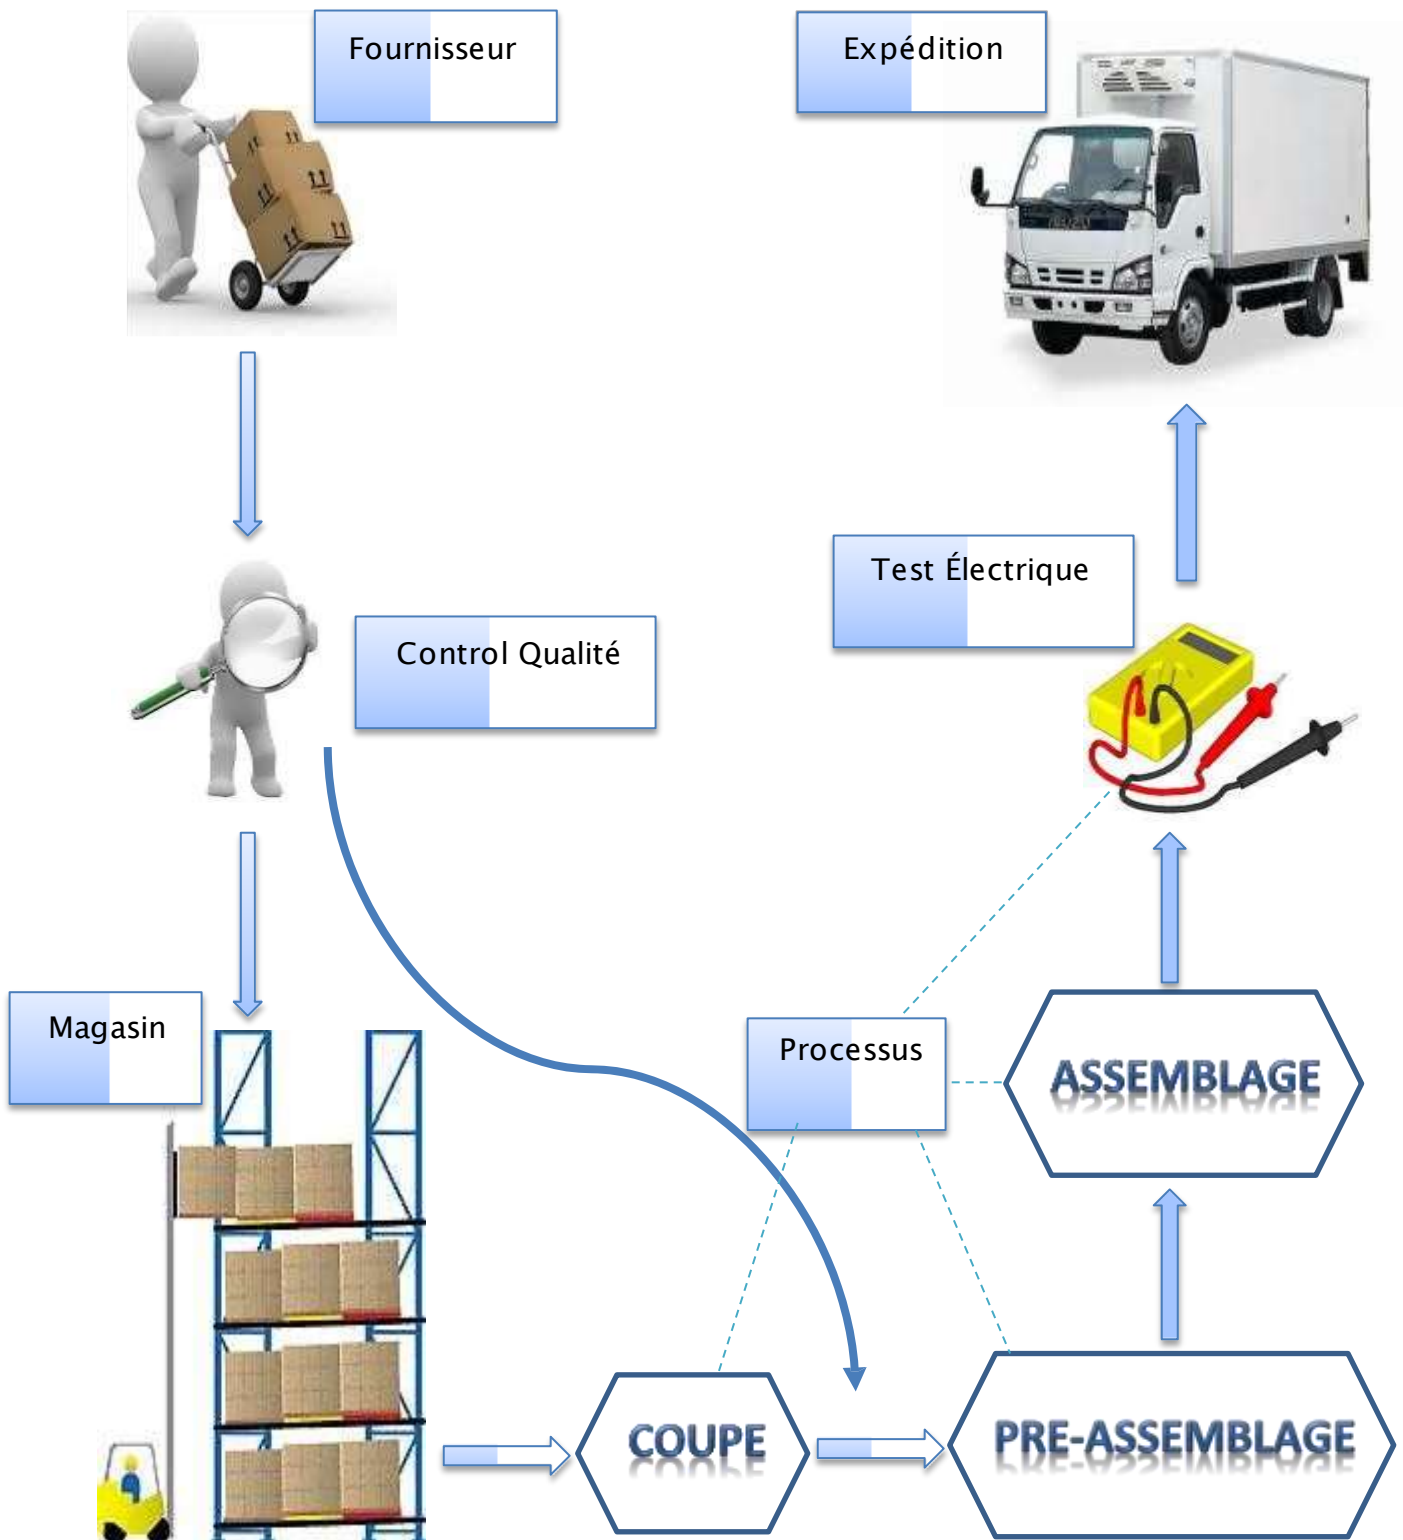 Fournisseur
Expédition
Test Électrique
Control Qualité
Magasin
Processus
ASSEMBLAGE
COUPE
PRE-ASSEMBLAGE